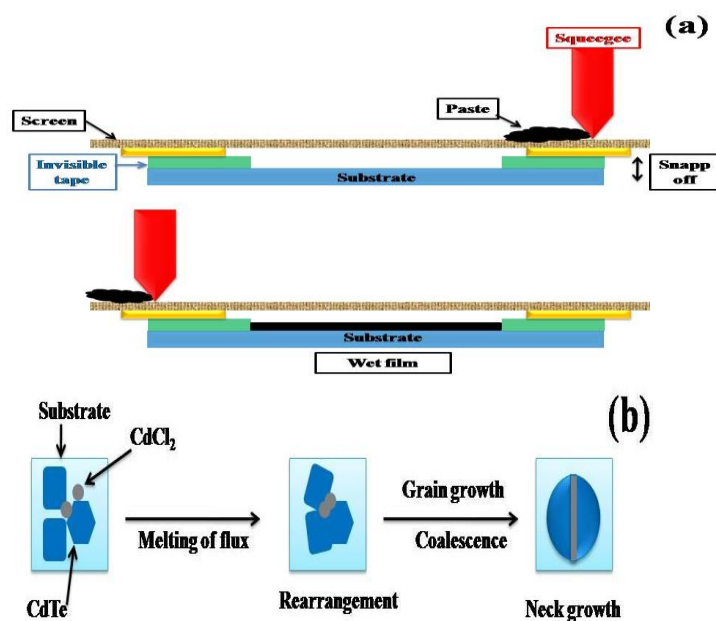 (a)
Squeegee
Paste
Screen
Invisible
tape
Substrate
Snapp
off
Substrate
Wet film
(b)
Substrate
CdCl₂
Melting of flux
CdTe
Rearrangement
Grain growth
Coalescence
Neck growth